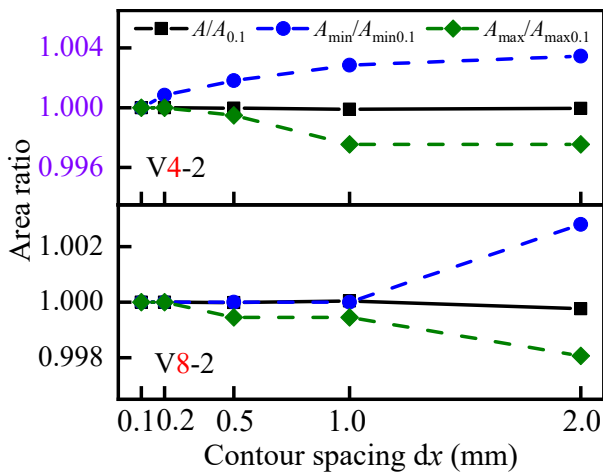 A/A0.1 Amin/Amin0.1 Amax/Amax0.1
1.004
1.000
0.996
V4-2
Area ratio
1.002
1.000
0.998
V8-2
0.1 0.2 0.5 1.0 2.0
Contour spacing dx (mm)